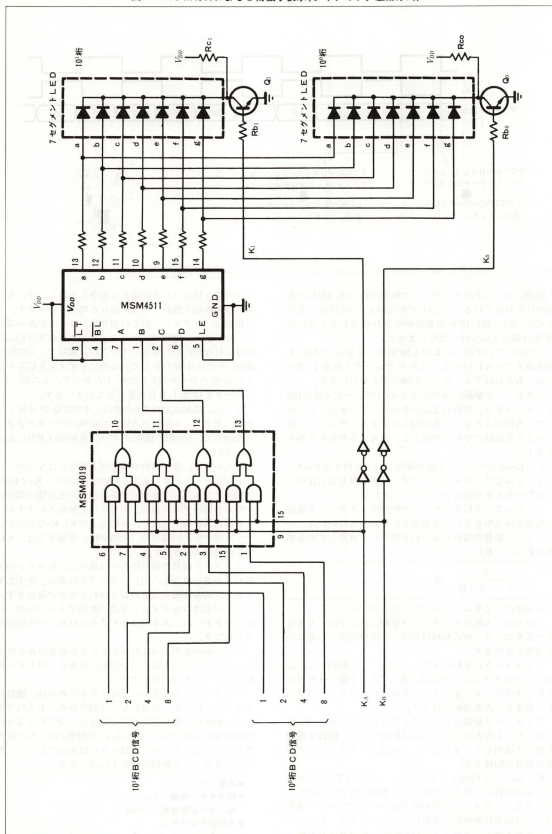 10¹桁
7セグメントLED
a
b
c
d
e
f
g
VDD
Rc1
Q1
Rb1
K1
10⁰桁
7セグメントLED
a
b
c
d
e
f
g
VDD
Rc0
Q0
Rb0
K0
13
12
11
10
9
15
14
a
b
c
d
e
f
g
VDD
VDD
MSM4511
GND
LT
BL
A
B
C
LE
3
4
7
1
2
6
5
MSM4019
10
11
12
13
6
7
4
5
2
3
15
1
9
15
1
2
4
8
10¹桁BCD信号
1
2
4
8
10⁰桁BCD信号
KA
KB